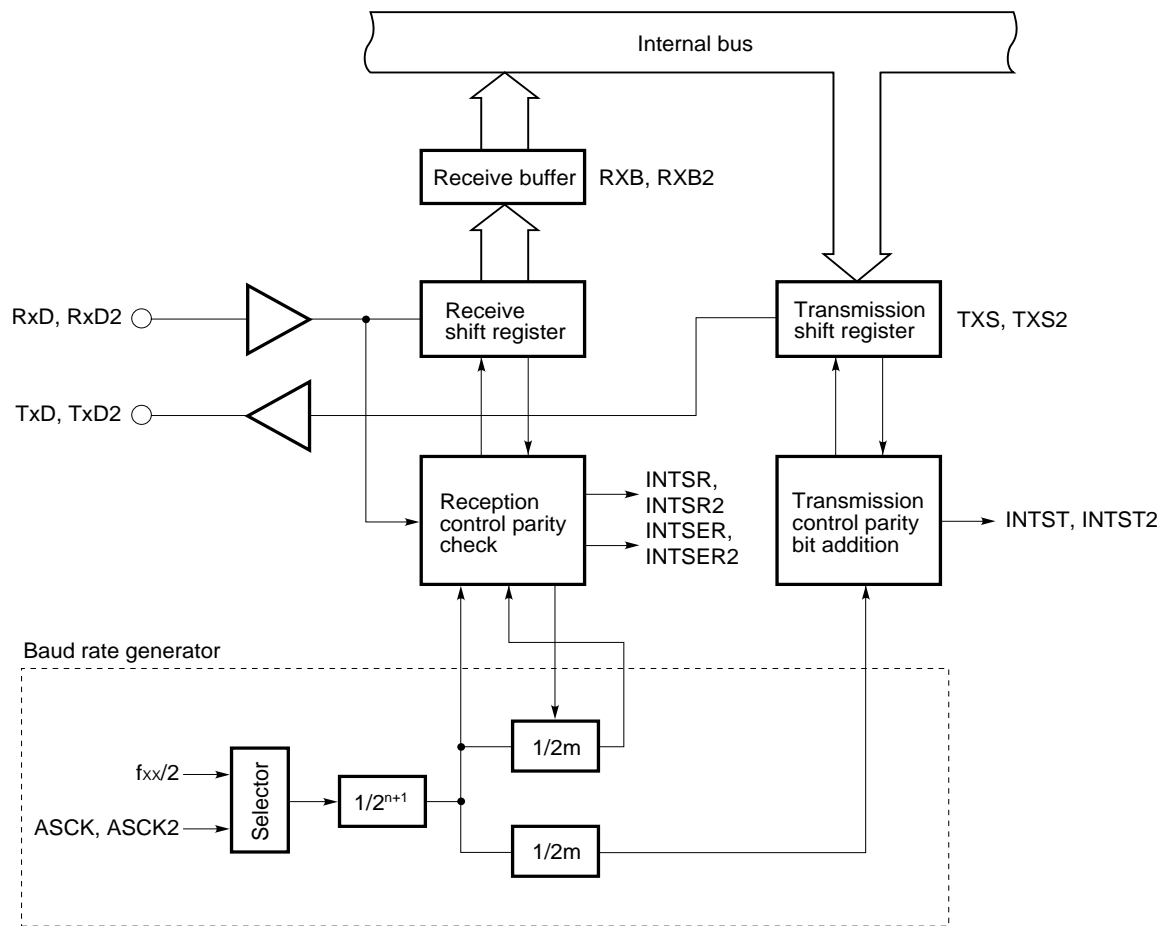 Internal bus
Receive buffer
RXB, RXB2
RxD, RxD2
Receive
shift register
Transmission
shift register
TXS, TXS2
TxD, TxD2
Reception
control parity
check
INTSR,
INTSR2
INTSER,
INTSER2
Transmission
control parity
bit addition
INTST, INTST2
Baud rate generator
fxx/2
ASCK, ASCK2
Selector
1/2ⁿ⁺¹
1/2m
1/2m